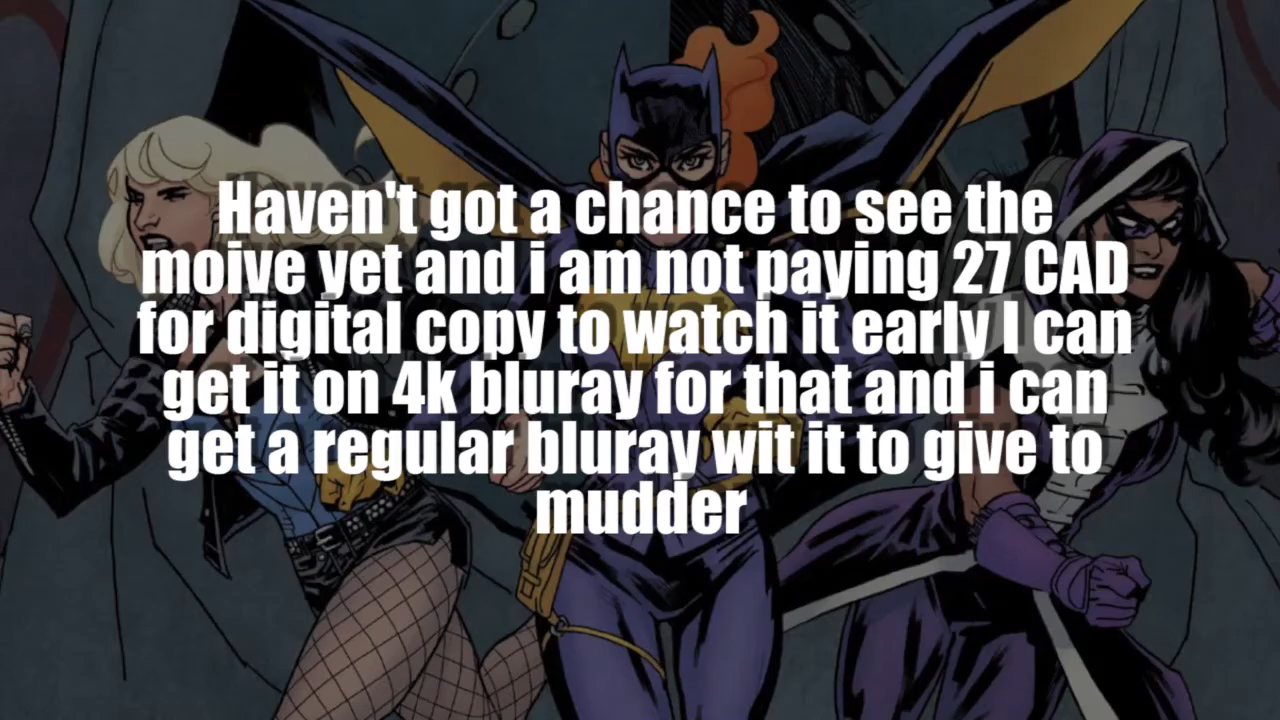 Haven't got a chance to see the
moive yet and i am not paying 27 CAD
for digital copy to watch it early I can
get it on 4k bluray for that and i can
get a regular bluray wit it to give to
mudder